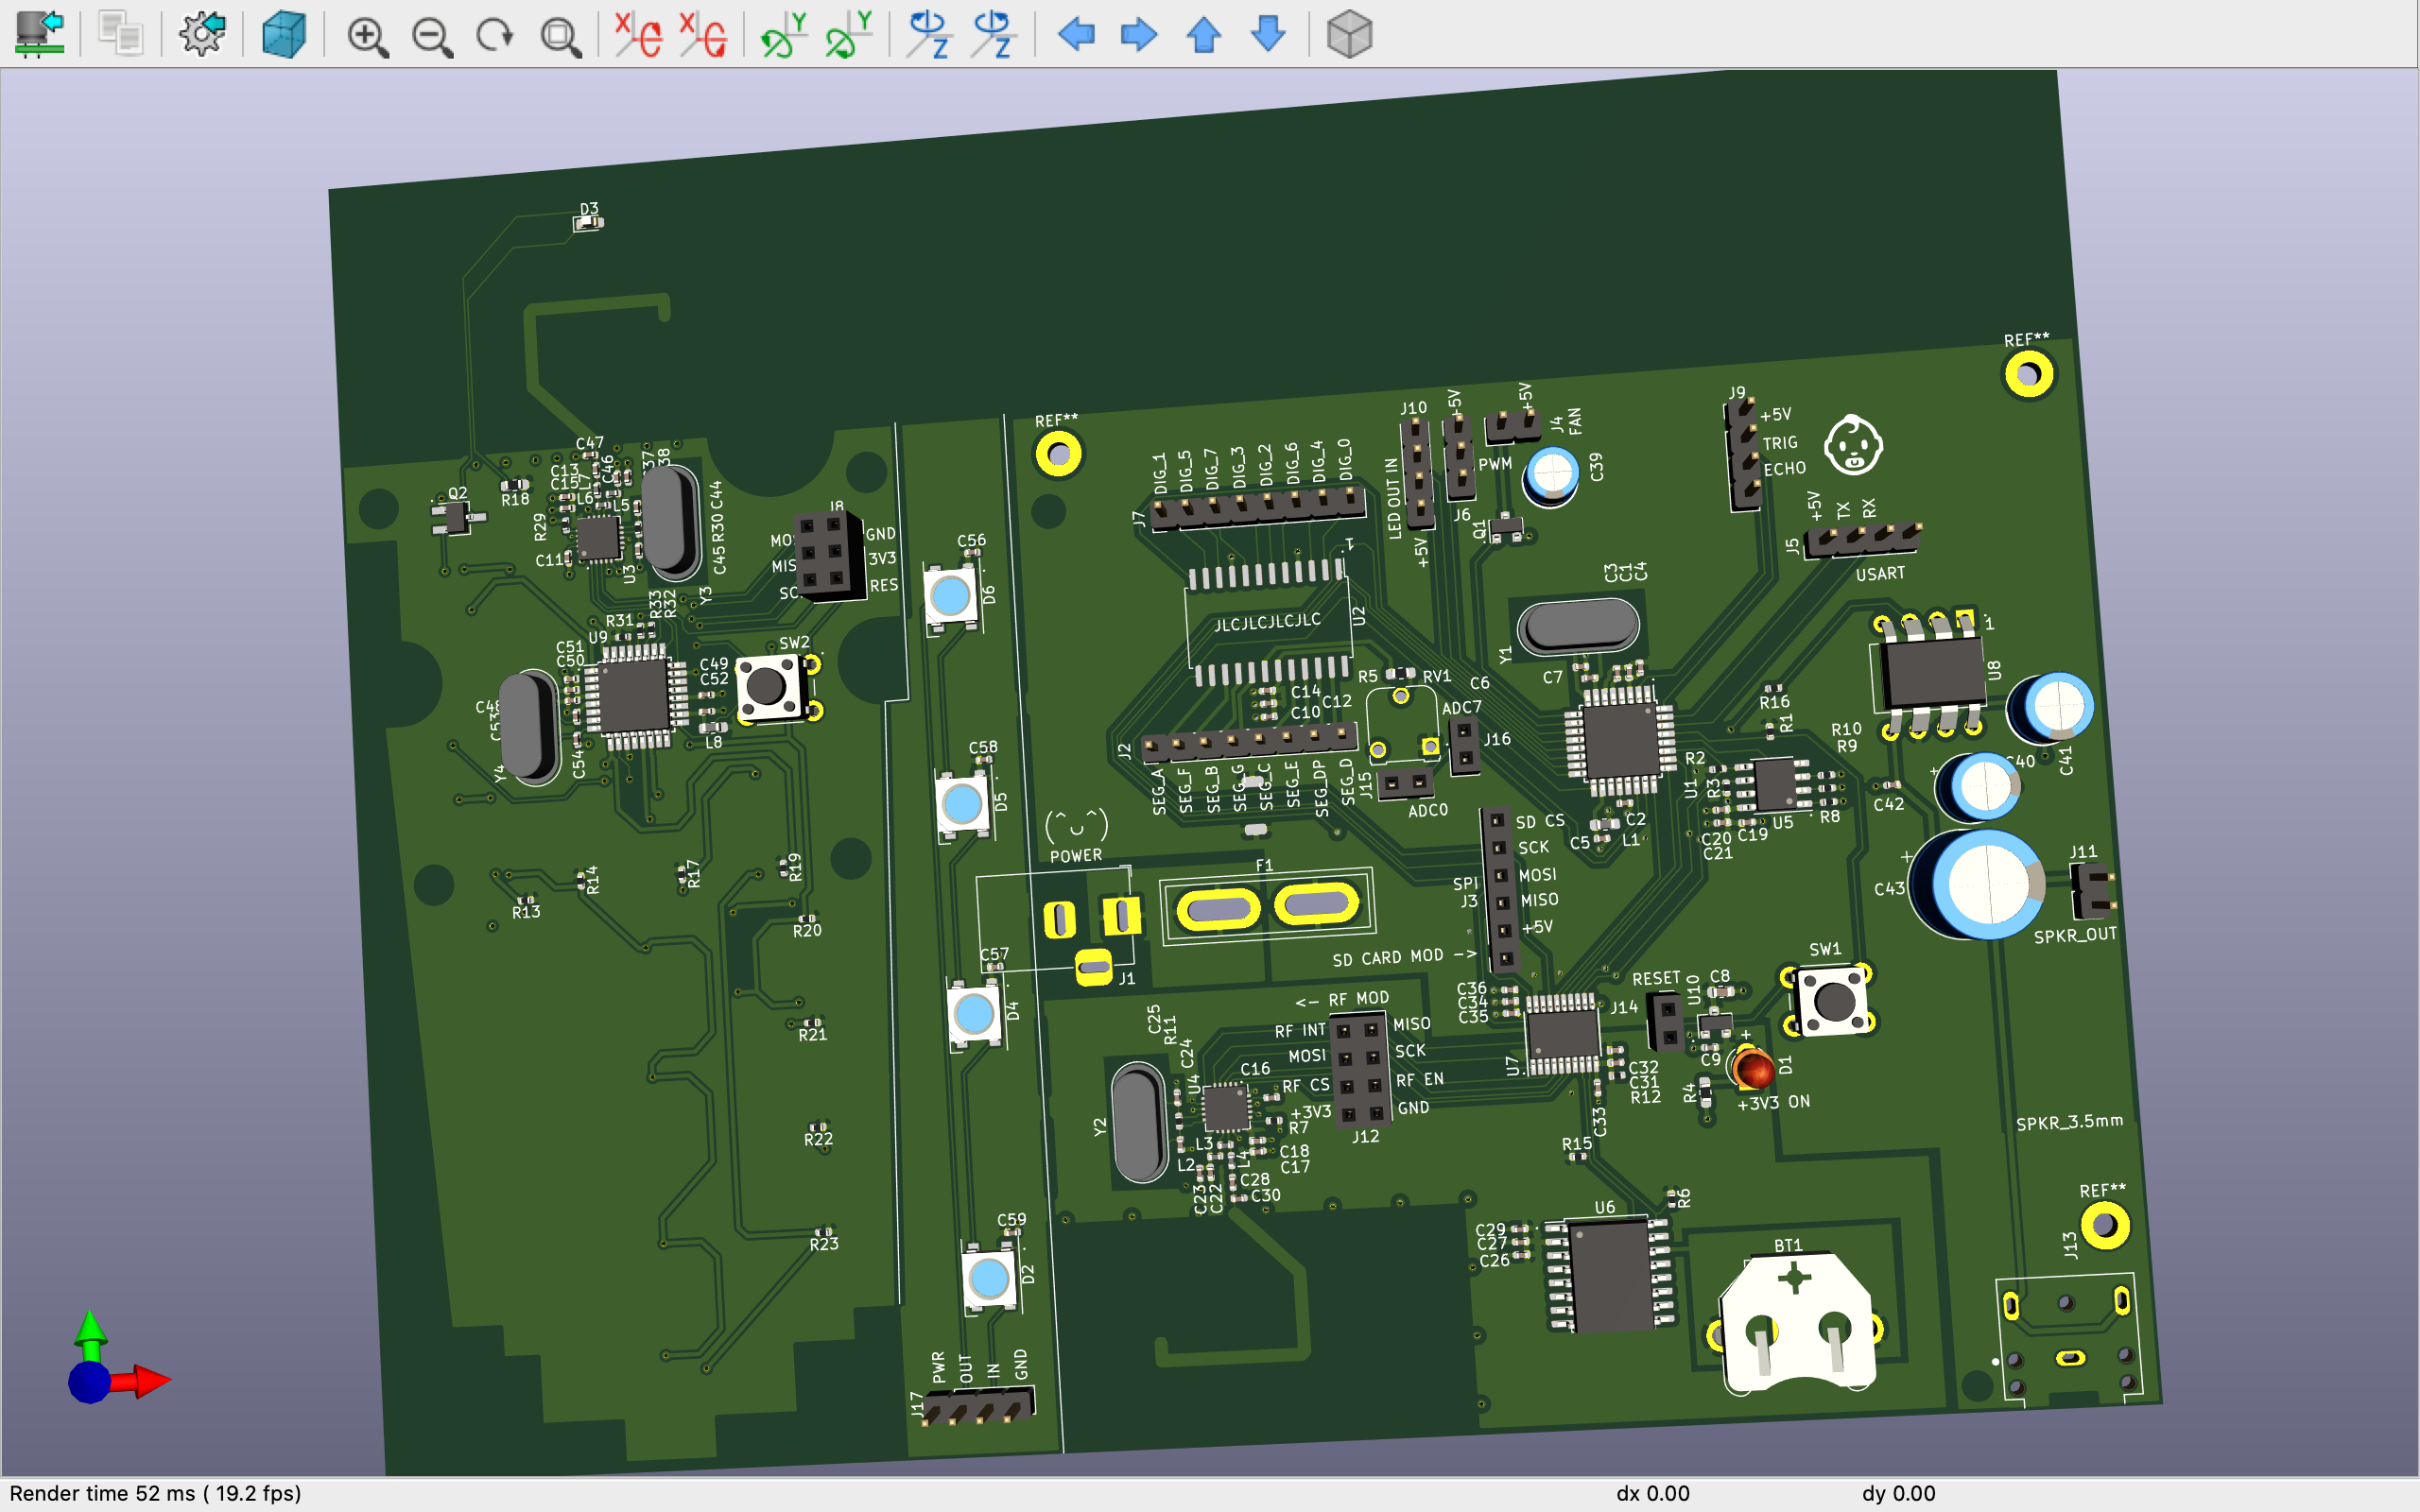 D3
REF**
REF**
C47
C46
C13
C15
L7
L6
L5
R18
Q2
R29
C11
U3
C45 R30 C44
Y3
J8
GND
3V3
RES
MO
MIS
SC
R33
R32
R31
U9
C51
C50
C49
C52
SW2
L8
C54
Y4
R14
R13
R17
R19
R20
R21
R22
R23
C56
D6
C58
D5
C57
D4
C59
D2
J17
PWR
OUT
IN
GND
J7
DIG_1
DIG_5
DIG_7
DIG_3
DIG_2
DIG_6
DIG_4
DIG_0
J10
LED OUT IN
+5V
+5V
PWM
J6
+5V
J4
FAN
C39
Q1
J9
+5V
TRIG
ECHO
+5V
TX
RX
J5
USART
1
JLCJLCJLCJLC
U2
C14
C12
C10
J2
SEG_A
SEG_F
SEG_B
SEG_G
SEG_C
SEG_E
SEG_DP
SEG_D
R5
RV1
C6
ADC7
J16
J15
ADC0
Y1
C3
C1
C4
C7
C2
C5
L1
U1
R16
R1
R10
R9
R2
R3
U5
R8
C20
C19
C21
1
U8
C41
C40
+
C42
+
C43
J11
SPKR_OUT
(^‿^)
POWER
J1
F1
SD CS
SCK
MOSI
MISO
+5V
SPI
J3
SD CARD MOD ->
<- RF MOD
RF INT
MOSI
RF CS
+3V3
MISO
SCK
RF EN
GND
J12
C36
C34
C35
U7
C32
C31
R12
C33
J14
RESET
U10
C8
C9
SW1
+
D1
R4
+3V3 ON
C25
R11
C24
U4
C16
Y2
R7
L3
L2
L4
C18
C17
C28
C30
C23
C22
R15
R6
U6
C29
C27
C26
BT1
SPKR_3.5mm
REF**
J13
Render time 52 ms ( 19.2 fps)
dx 0.00
dy 0.00